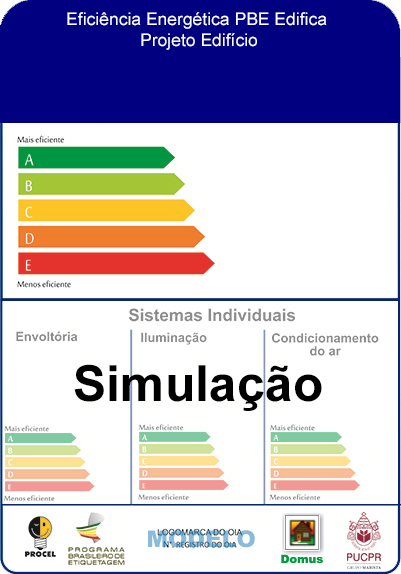 Eficiência Energética PBE Edifica
Projeto Edifício
Mais eficiente
A
B
C
D
E
Menos eficiente
Sistemas Individuais
Envoltória
Iluminação
Condicionamento
do ar
Simulação
Mais eficiente
A
B
C
D
E
Menos eficiente
Mais eficiente
A
B
C
D
E
Menos eficiente
Mais eficiente
A
B
C
D
E
Menos eficiente
PROCEL
PROGRAMA
BRASILEIRO DE
ETIQUETAGEM
MODELO
LOGOMARCA DO OIA
N°. REGISTRO DO OIA
Domus
PUCPR
GRUPO MARISTA